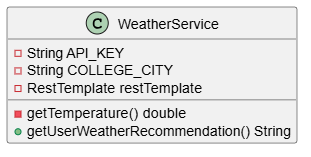 C WeatherService
String API_KEY
String COLLEGE_CITY
RestTemplate restTemplate
getTemperature() double
getUserWeatherRecommendation() String